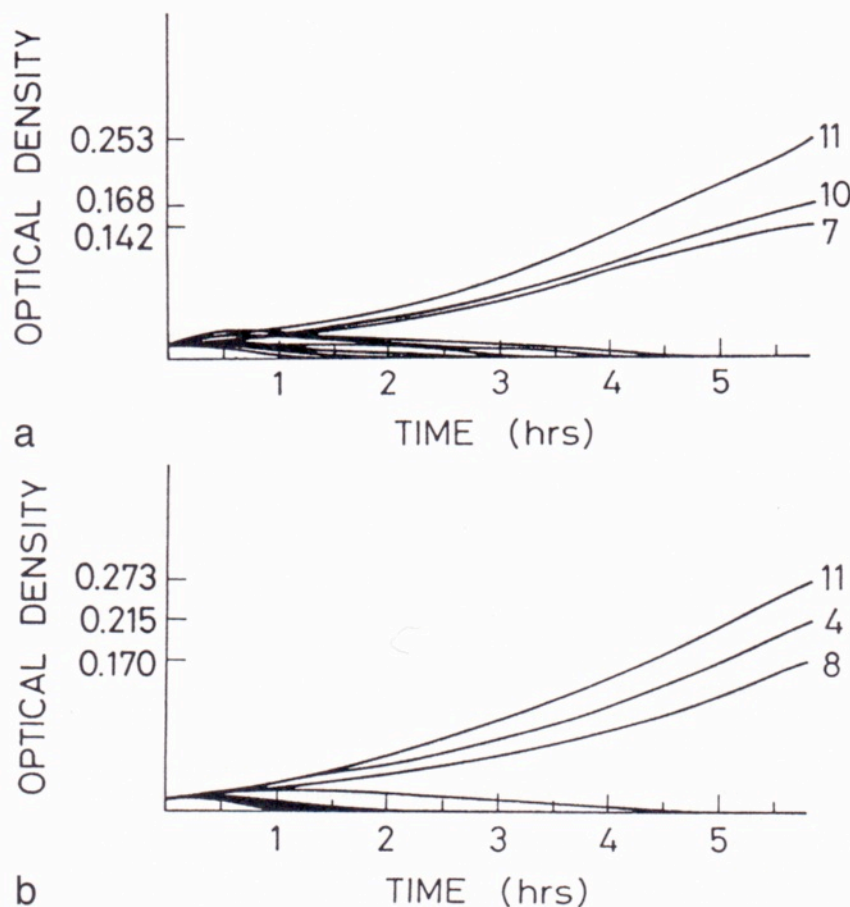 OPTICAL DENSITY
0.253
0.168
0.142
11
10
7
1 2 3 4 5
TIME (hrs)
a
OPTICAL DENSITY
0.273
0.215
0.170
11
4
8
1 2 3 4 5
TIME (hrs)
b